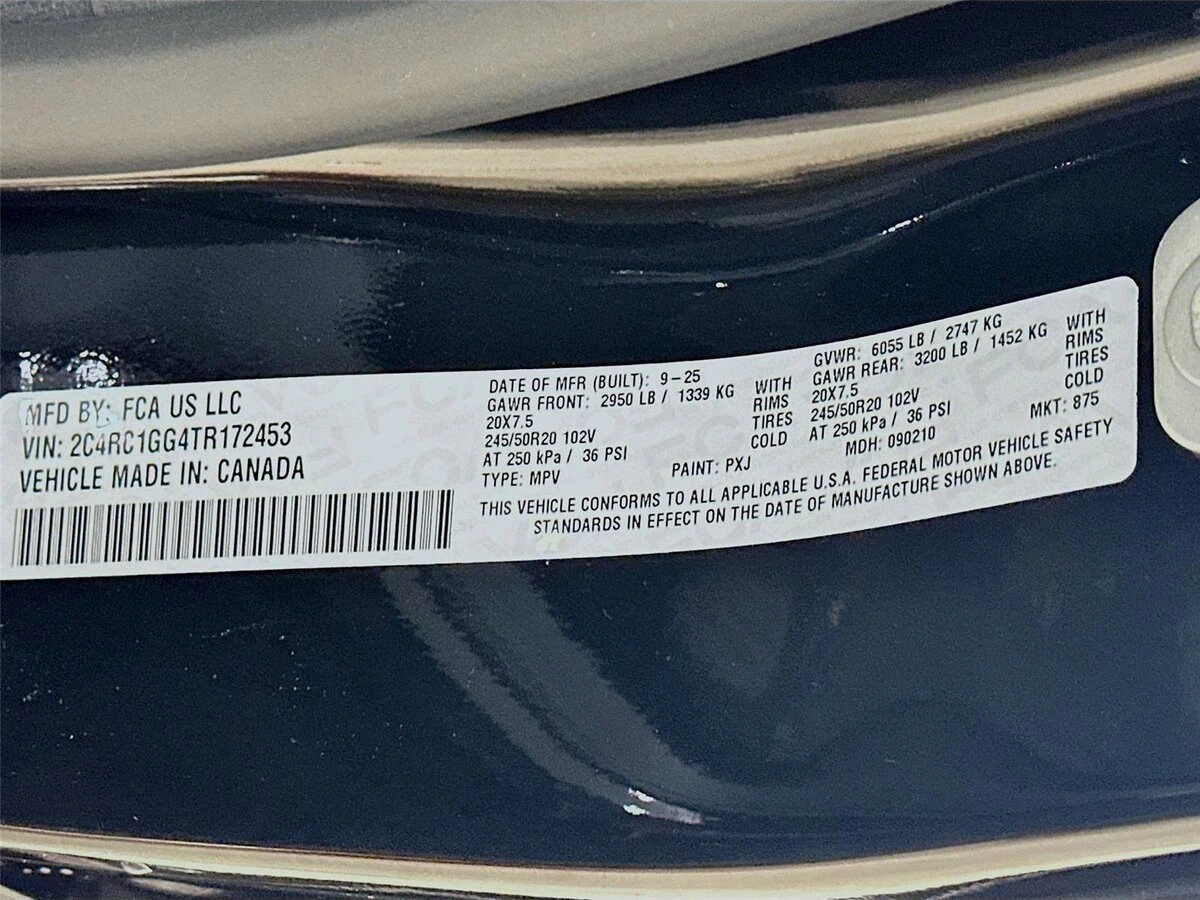 MFD BY: FCA US LLC
VIN: 2C4RC1GG4TR172453
VEHICLE MADE IN: CANADA
DATE OF MFR (BUILT): 9-25
GAWR FRONT: 2950 LB / 1339 KG WITH
20X7.5 RIMS
245/50R20 102V TIRES
AT 250 kPa / 36 PSI COLD
TYPE: MPV
PAINT: PXJ
GVWR: 6055 LB / 2747 KG
GAWR REAR: 3200 LB / 1452 KG WITH
20X7.5 RIMS
245/50R20 102V TIRES
AT 250 kPa / 36 PSI COLD
MDH: 090210
MKT: 875
THIS VEHICLE CONFORMS TO ALL APPLICABLE U.S.A. FEDERAL MOTOR VEHICLE SAFETY
STANDARDS IN EFFECT ON THE DATE OF MANUFACTURE SHOWN ABOVE.